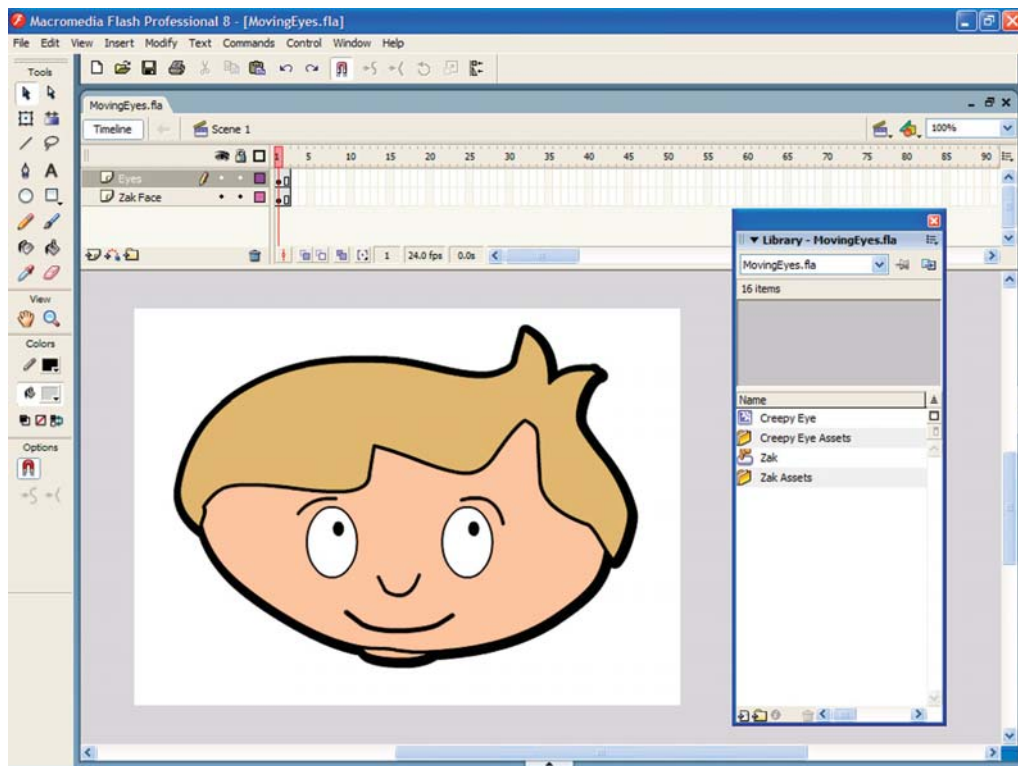 Macromedia Flash Professional 8 - [MovingEyes.fla]
File Edit View Insert Modify Text Commands Control Window Help
Tools
MovingEyes.fla
Timeline Scene 1 100%
1 5 10 15 20 25 30 35 40 45 50 55 60 65 70 75 80 85 90
Eyes
Zak Face
1 24.0 fps 0.0s
View
Colors
Options
Library - MovingEyes.fla
MovingEyes.fla
16 items
Name
Creepy Eye
Creepy Eye Assets
Zak
Zak Assets